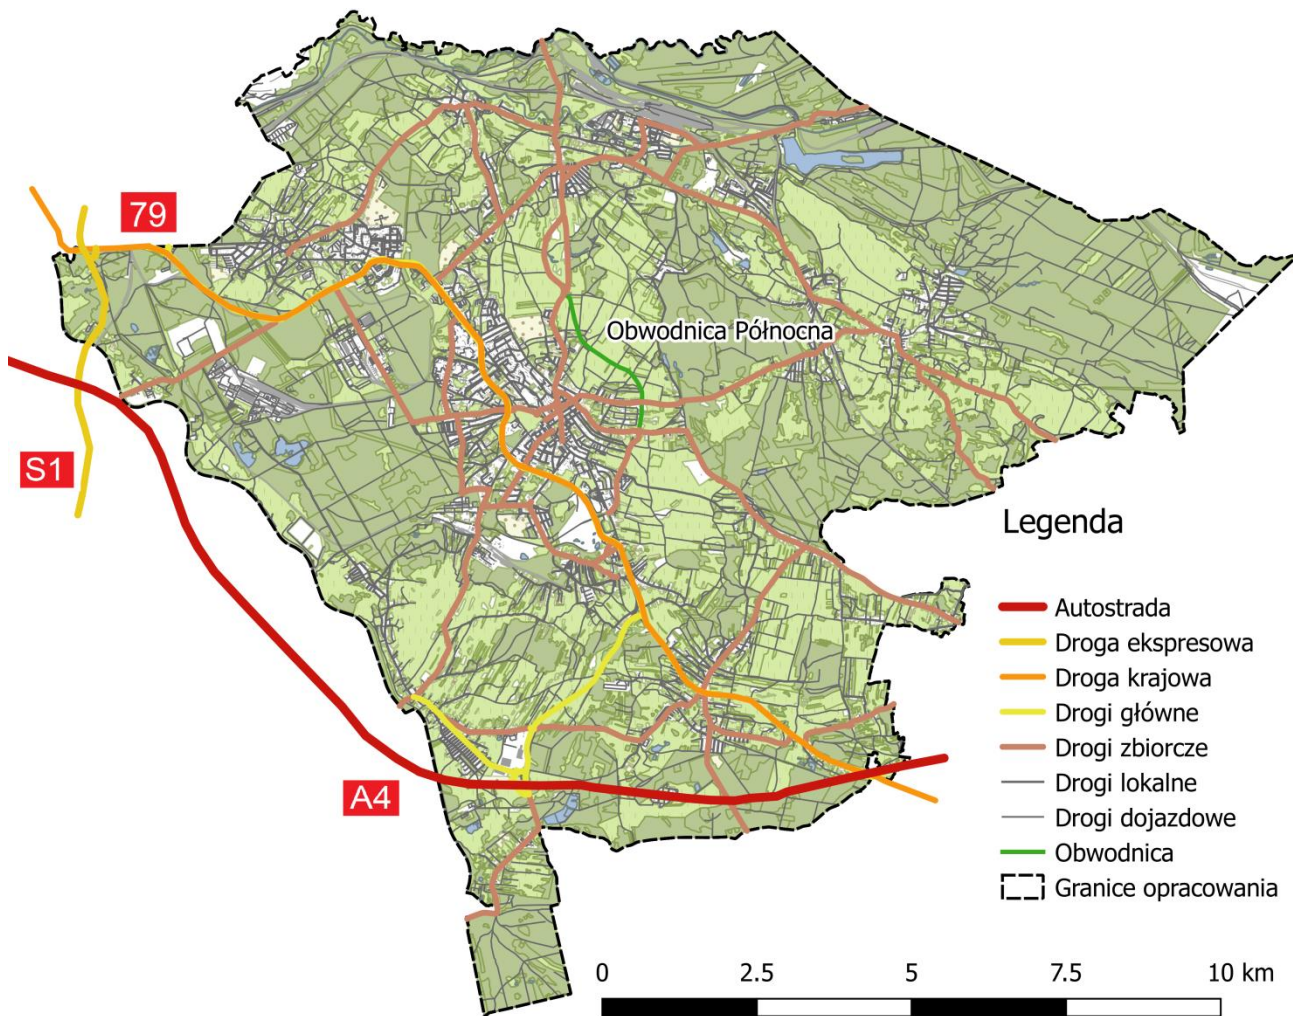 79
Obwodnica Północna
S1
A4
Legenda
Autostrada
Droga ekspresowa
Droga krajowa
Drogi główne
Drogi zbiorcze
Drogi lokalne
Drogi dojazdowe
Obwodnica
Granice opracowania
0 2.5 5 7.5 10 km